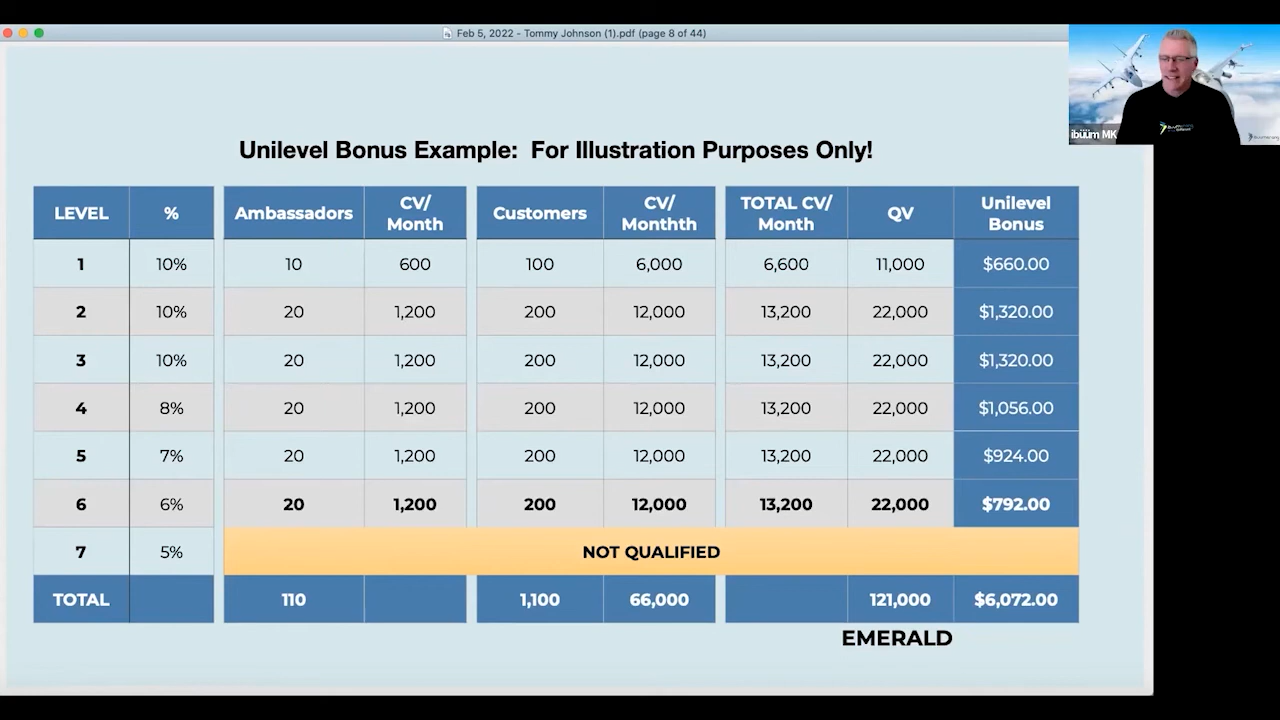 Feb 5, 2022 - Tommy Johnson (1).pdf (page 8 of 44)
ibüüm MK
Unilevel Bonus Example: For Illustration Purposes Only!
LEVEL % Ambassadors CV/ Month Customers CV/ Monthth TOTAL CV/ Month QV Unilevel Bonus
1 10% 10 600 100 6,000 6,600 11,000 $660.00
2 10% 20 1,200 200 12,000 13,200 22,000 $1,320.00
3 10% 20 1,200 200 12,000 13,200 22,000 $1,320.00
4 8% 20 1,200 200 12,000 13,200 22,000 $1,056.00
5 7% 20 1,200 200 12,000 13,200 22,000 $924.00
6 6% 20 1,200 200 12,000 13,200 22,000 $792.00
7 5% NOT QUALIFIED
TOTAL 110 1,100 66,000 121,000 $6,072.00
EMERALD